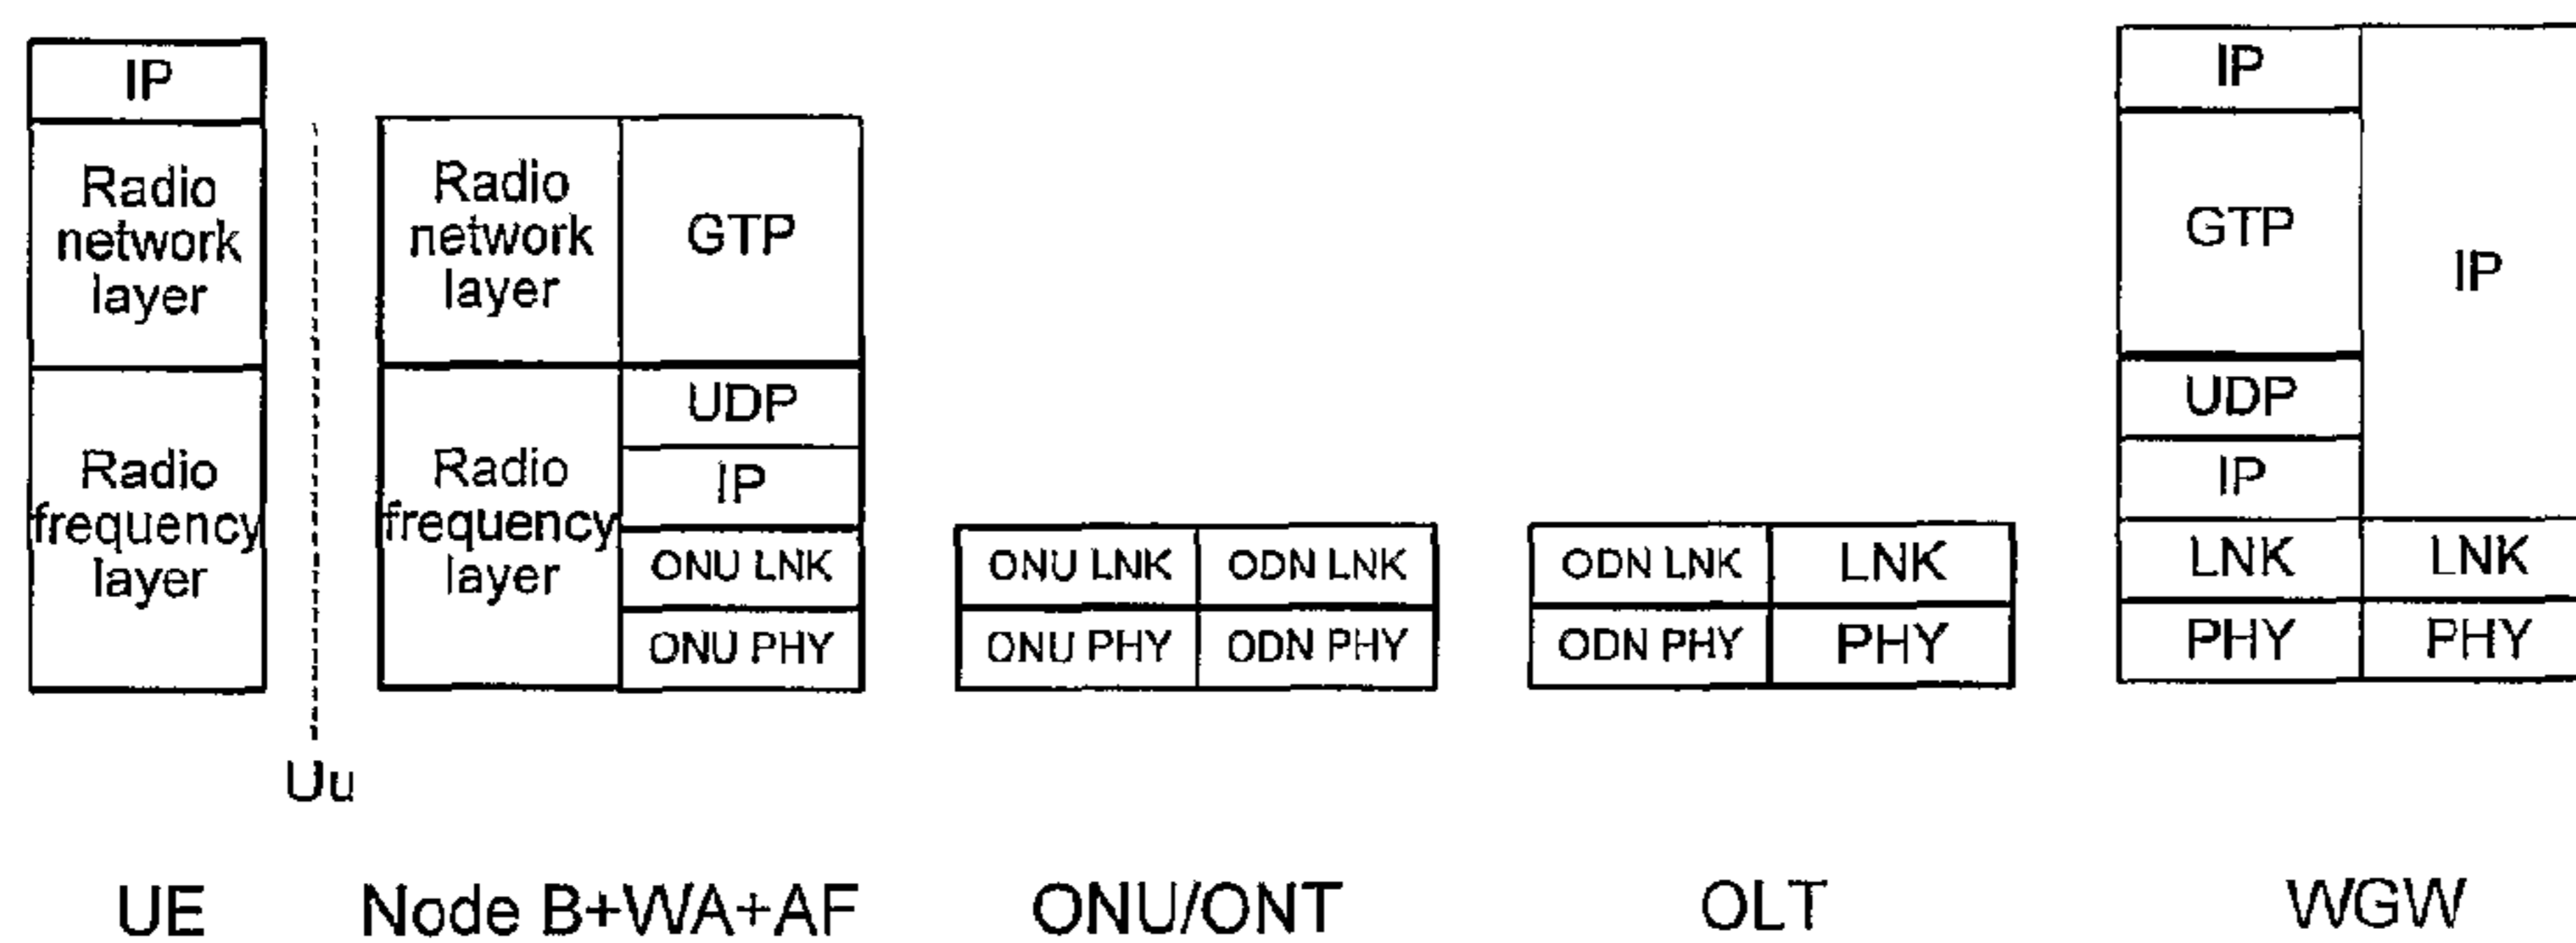 IP
Radio
network
layer
Radio
frequency
layer
Uu
UE
Radio
network
layer
GTP
Radio
frequency
layer
UDP
IP
ONU LNK
ONU PHY
Node B+WA+AF
ONU LNK
ODN LNK
ONU PHY
ODN PHY
ONU/ONT
ODN LNK
LNK
ODN PHY
PHY
OLT
IP
GTP
IP
UDP
IP
LNK
LNK
PHY
PHY
WGW